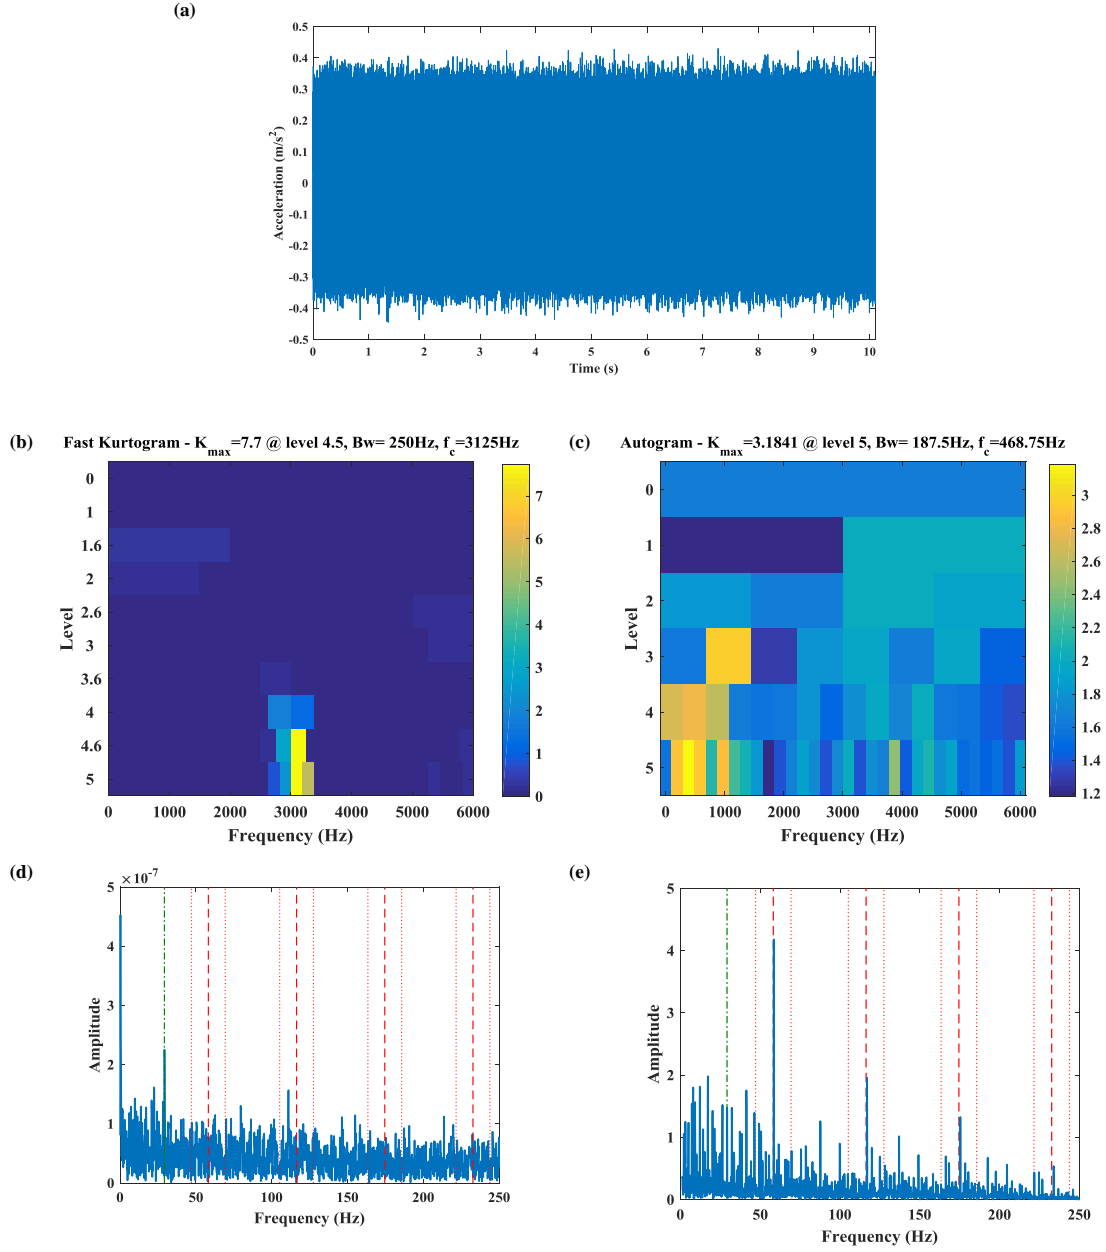 (a)
0.5
0.4
0.3
0.2
0.1
0
-0.1
-0.2
-0.3
-0.4
-0.5
Acceleration (m/s²)
0 1 2 3 4 5 6 7 8 9 10
Time (s)
(b)
Fast Kurtogram - K_max=7.7 @ level 4.5, Bw= 250Hz, f_c=3125Hz
0
1
1.6
2
2.6
3
3.6
4
4.6
5
Level
0 1000 2000 3000 4000 5000 6000
Frequency (Hz)
7
6
5
4
3
2
1
0
(c)
Autogram - K_max=3.1841 @ level 5, Bw= 187.5Hz, f_c=468.75Hz
0
1
2
3
4
5
Level
0 1000 2000 3000 4000 5000 6000
Frequency (Hz)
3
2.8
2.6
2.4
2.2
2
1.8
1.6
1.4
1.2
(d)
×10⁻⁷
5
4
3
2
1
0
Amplitude
0 50 100 150 200 250
Frequency (Hz)
(e)
5
4
3
2
1
0
Amplitude
0 50 100 150 200 250
Frequency (Hz)